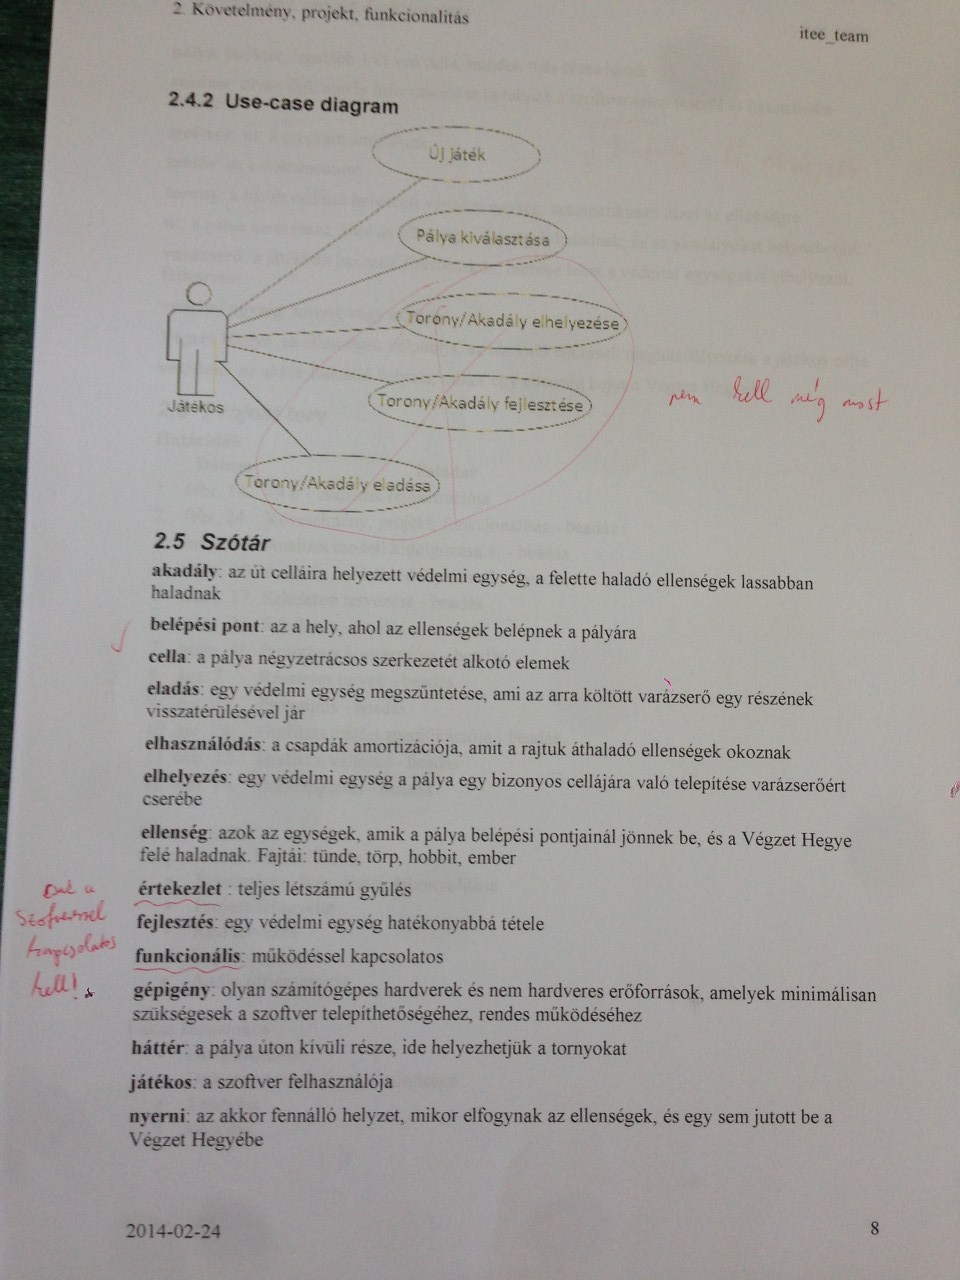 2. Követelmény, projekt, funkcionalitás
itee_team
2.4.2 Use-case diagram
Új játék
Pálya kiválasztása
Torony/Akadály elhelyezése
Torony/Akadály fejlesztése
Játékos
nem kell még most
Torony/Akadály eladása
2.5 Szótár
akadály: az út celláira helyezett védelmi egység, a felette haladó ellenségek lassabban
haladnak
belépési pont: az a hely, ahol az ellenségek belépnek a pályára
cella: a pálya négyzetrácsos szerkezetét alkotó elemek
eladás: egy védelmi egység megszűntetése, ami az arra költött varázserő egy részének
visszatérülésével jár
elhasználódás: a csapdák amortizációja, amit a rajtuk áthaladó ellenségek okoznak
elhelyezés: egy védelmi egység a pálya egy bizonyos cellájára való telepítése varázserőért
cserébe
ellenség: azok az egységek, amik a pálya belépési pontjainál jönnek be, és a Végzet Hegye
felé haladnak. Fajtái: tünde, törp, hobbit, ember
értekezlet : teljes létszámú gyűlés
fejlesztés: egy védelmi egység hatékonyabbá tétele
funkcionális: működéssel kapcsolatos
a
kapcsolatos
kell!
gépigény: olyan számítógépes hardverek és nem hardveres erőforrások, amelyek minimálisan
szükségesek a szoftver telepíthetőségéhez, rendes működéséhez
háttér: a pálya úton kívüli része, ide helyezhetjük a tornyokat
játékos: a szoftver felhasználója
nyerni: az akkor fennálló helyzet, mikor elfogynak az ellenségek, és egy sem jutott be a
Végzet Hegyébe
2014-02-24
8